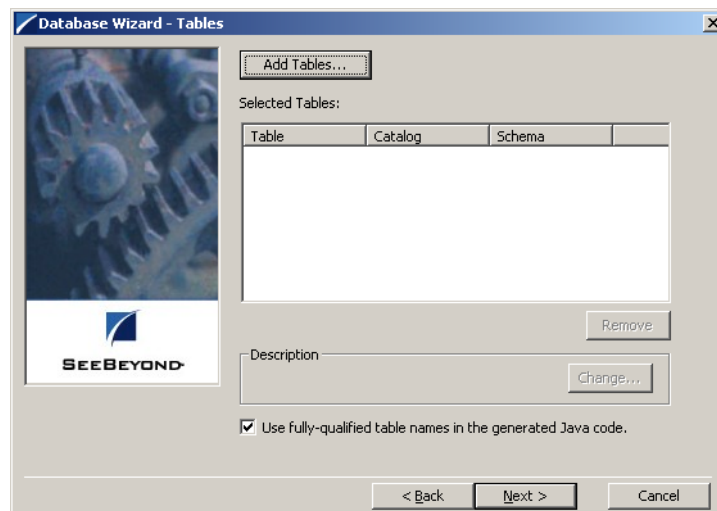 Database Wizard - Tables
Add Tables...
Selected Tables:
Table Catalog Schema
Remove
SEEBEYOND
Description
Change...
Use fully-qualified table names in the generated Java code.
< Back Next > Cancel